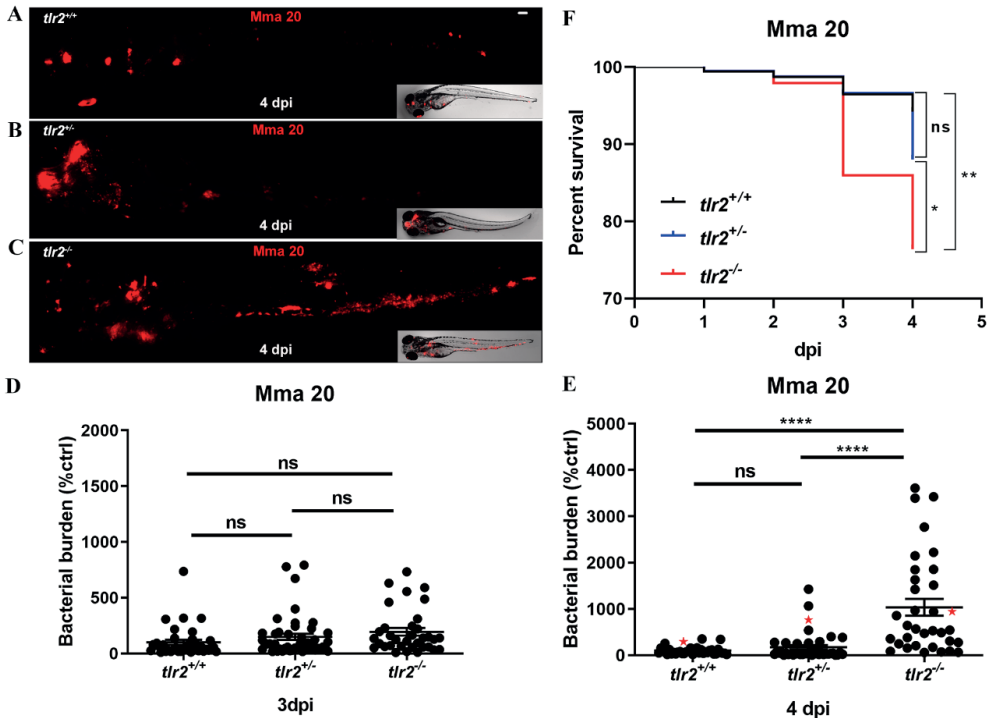 A
tlr2+/+
Mma 20
4 dpi
B
tlr2+/-
Mma 20
4 dpi
C
tlr2-/-
Mma 20
4 dpi
F
Mma 20
Percent survival
100
90
80
70
0 1 2 3 4 5
dpi
tlr2+/+
tlr2+/-
tlr2-/-
ns
*
**
D
Mma 20
Bacterial burden (%ctrl)
2000
1500
1000
500
0
ns
ns
ns
tlr2+/+ tlr2+/- tlr2-/-
3dpi
E
Mma 20
Bacterial burden (%ctrl)
5000
4000
3000
2000
1000
0
****
****
ns
tlr2+/+ tlr2+/- tlr2-/-
4 dpi